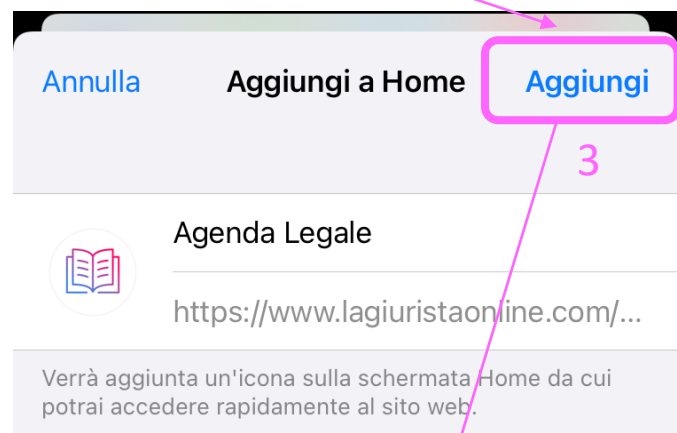 Annulla Aggiungi a Home Aggiungi
3
Agenda Legale
https://www.lagiuristaonline.com/...
Verrà aggiunta un'icona sulla schermata Home da cui
potrai accedere rapidamente al sito web.